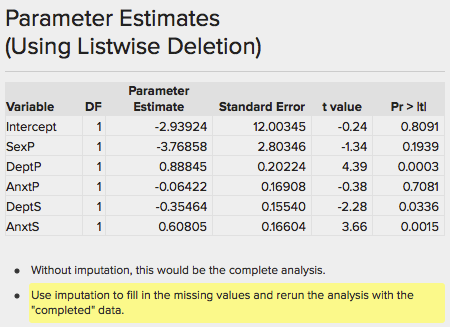 Parameter Estimates
(Using Listwise Deletion)
Parameter
Variable DF Estimate Standard Error t value Pr > |t|
Intercept 1 -2.93924 12.00345 -0.24 0.8091
SexP 1 -3.76858 2.80346 -1.34 0.1939
DeptP 1 0.88845 0.20224 4.39 0.0003
AnxtP 1 -0.06422 0.16908 -0.38 0.7081
DeptS 1 -0.35464 0.15540 -2.28 0.0336
AnxtS 1 0.60805 0.16604 3.66 0.0015
• Without imputation, this would be the complete analysis.
• Use imputation to fill in the missing values and rerun the analysis with the
"completed" data.